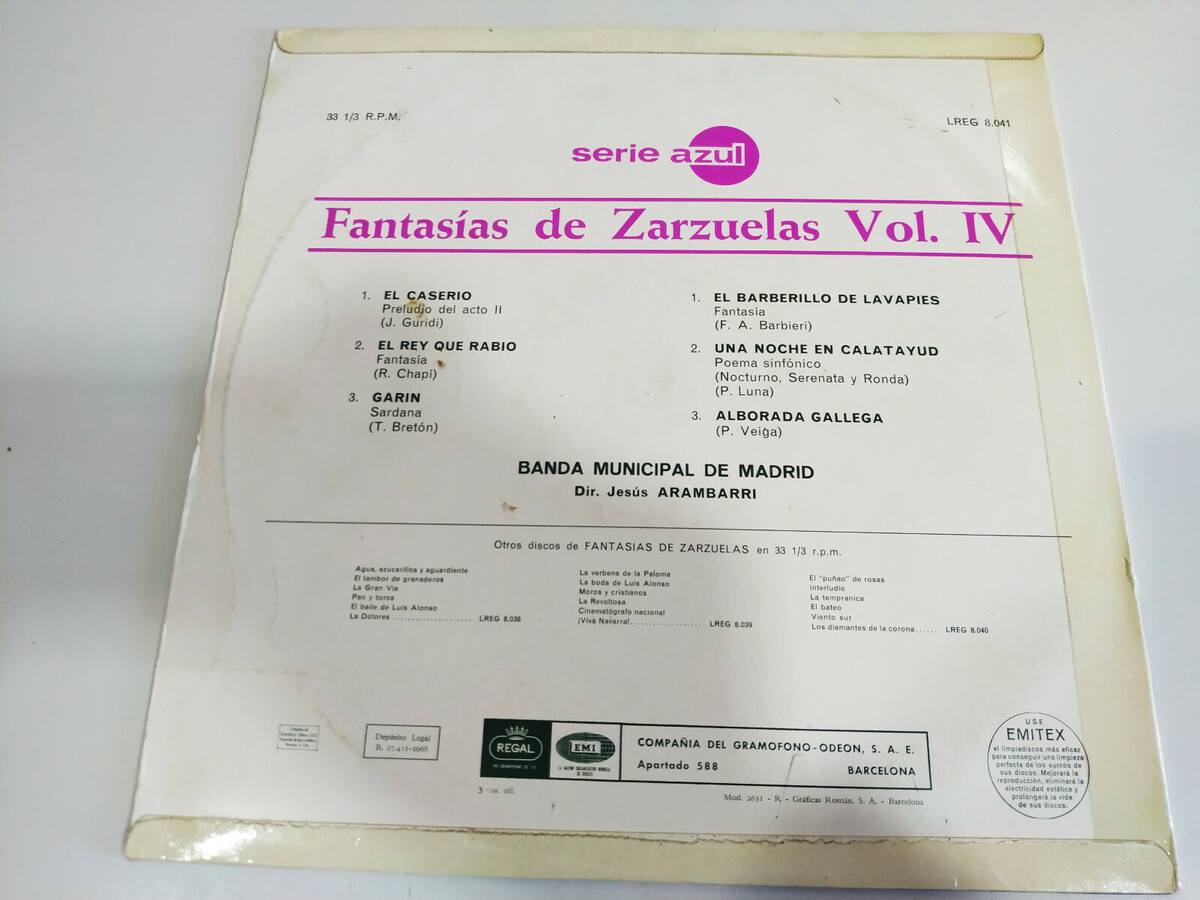 33 1/3 R.P.M.
LREG 8.041
serie azul
Fantasías de Zarzuelas Vol. IV
1. EL CASERIO
Preludio del acto II
(J. Guridi)
2. EL REY QUE RABIO
Fantasía
(R. Chapí)
3. GARIN
Sardana
(T. Bretón)
1. EL BARBERILLO DE LAVAPIES
Fantasía
(F. A. Barbieri)
2. UNA NOCHE EN CALATAYUD
Poema sinfónico
(Nocturno, Serenata y Ronda)
(P. Luna)
3. ALBORADA GALLEGA
(P. Veiga)
BANDA MUNICIPAL DE MADRID
Dir. Jesús ARAMBARRI
Otros discos de FANTASIAS DE ZARZUELAS en 33 1/3 r.p.m.
Agua, azucarillos y aguardiente
El tambor de granaderos
La Gran Via
Pan y toros
El baile de Luis Alonso
La Dolores ..................... LREG 8.038
La verbena de la Paloma
La boda de Luis Alonso
Moros y cristianos
La Revoltosa
Cinematógrafo nacional
¡Viva Navarra!................... LREG 8.039
El "puñao" de rosas
Interludio
La tempranica
El bateo
Viento sur
Los diamantes de la corona...... LREG 8.040
Depósito Legal
B. 27.411-1968
REGAL
EMI
COMPAÑIA DEL GRAMOFONO-ODEON, S. A. E.
Apartado 588
BARCELONA
Mod. 2631 - R. - Gráficas Román, S. A. - Barcelona
USE
EMITEX
el limpiadiscos más eficaz
para conseguir una limpieza
perfecta de los surcos de
sus discos. Mejorará la
reproducción, eliminará la
electricidad estática y
prolongará la vida
de sus discos.